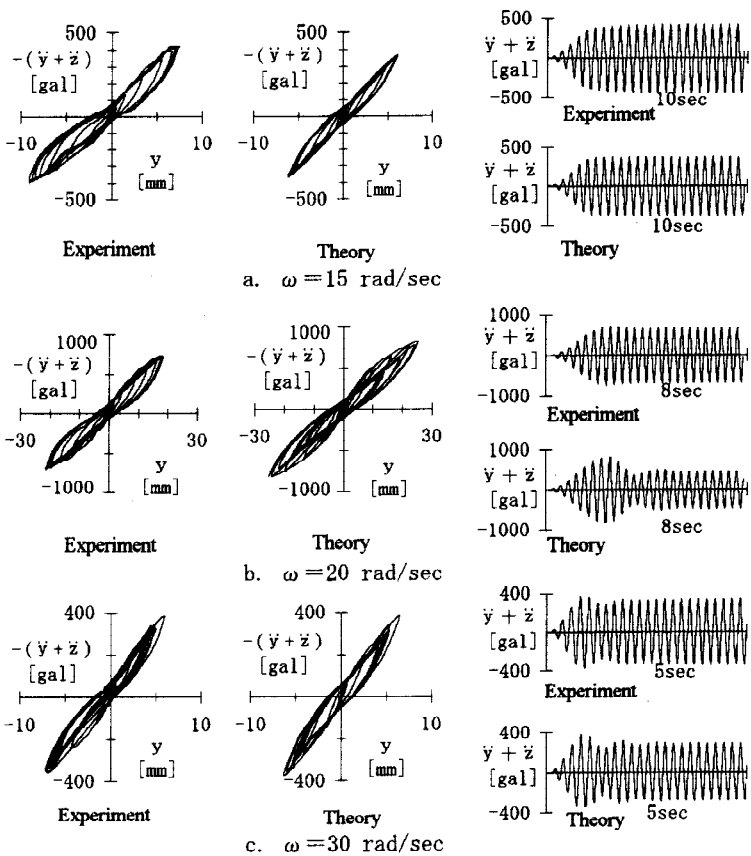 500
-(ÿ + z̈)
[gal]
-10
10
y
[mm]
-500
Experiment
500
-(ÿ + z̈)
[gal]
-10
10
y
[mm]
-500
Theory
500
ÿ + z̈
[gal]
-500
10sec
Experiment
500
ÿ + z̈
[gal]
-500
10sec
Theory
a. ω=15 rad/sec
1000
-(ÿ + z̈)
[gal]
-30
30
y
[mm]
-1000
Experiment
1000
-(ÿ + z̈)
[gal]
-30
30
y
[mm]
-1000
Theory
1000
ÿ + z̈
[gal]
-1000
8sec
Experiment
1000
ÿ + z̈
[gal]
-1000
8sec
Theory
b. ω=20 rad/sec
400
-(ÿ + z̈)
[gal]
-10
10
y
[mm]
-400
Experiment
400
-(ÿ + z̈)
[gal]
-10
10
y
[mm]
-400
Theory
400
ÿ + z̈
[gal]
-400
5sec
Experiment
400
ÿ + z̈
[gal]
-400
5sec
Theory
c. ω=30 rad/sec